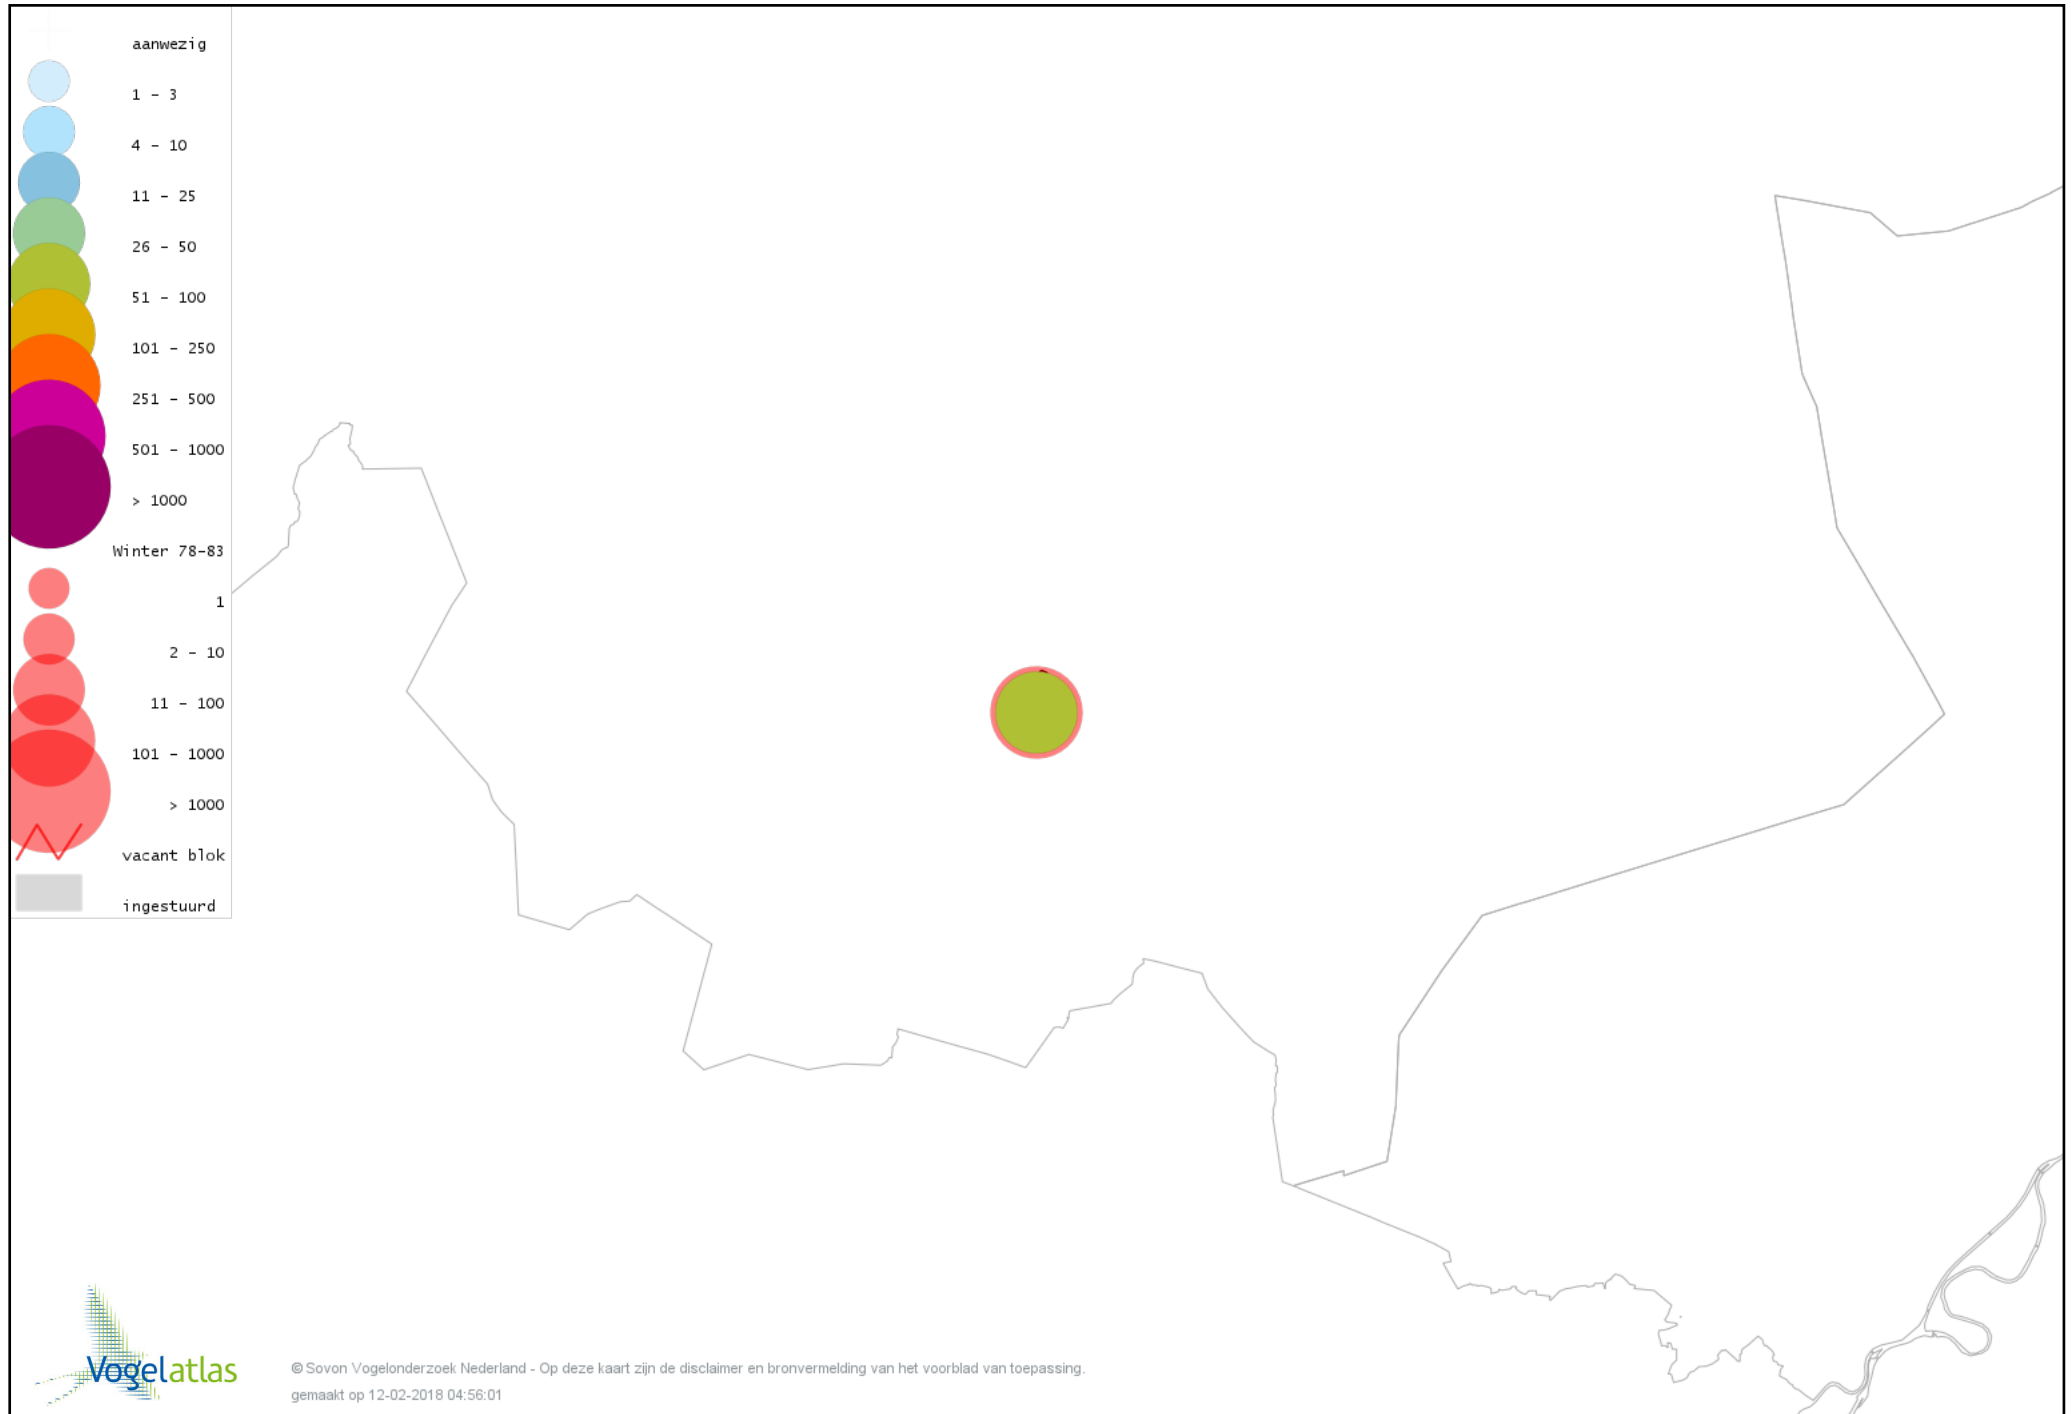 aanwezig
1 - 3
4 - 10
11 - 25
26 - 50
51 - 100
101 - 250
251 - 500
501 - 1000
> 1000
Winter 78-83
1
2 - 10
11 - 100
101 - 1000
> 1000
vacant blok
ingestuurd
Vogelatlas
© Sovon Vogelonderzoek Nederland - Op deze kaart zijn de disclaimer en bronvermelding van het voorblad van toepassing.
gemaakt op 12-02-2018 04:56:01